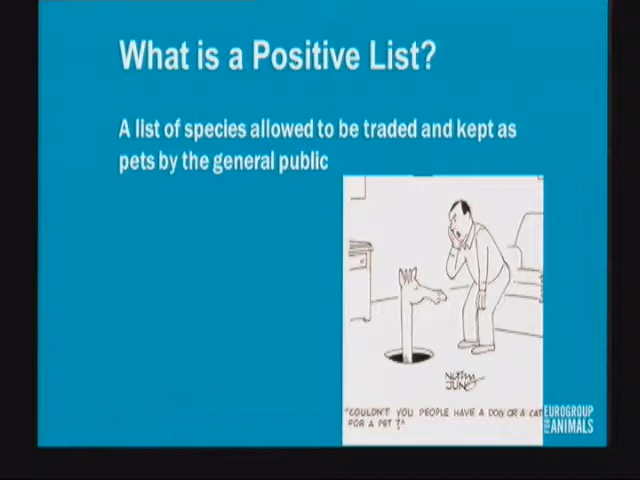 What is a Positive List?
A list of species allowed to be traded and kept as
pets by the general public
"COULDN'T YOU PEOPLE HAVE A DOG OR A CAT
FOR A PET?"
EUROGROUP
FOR ANIMALS